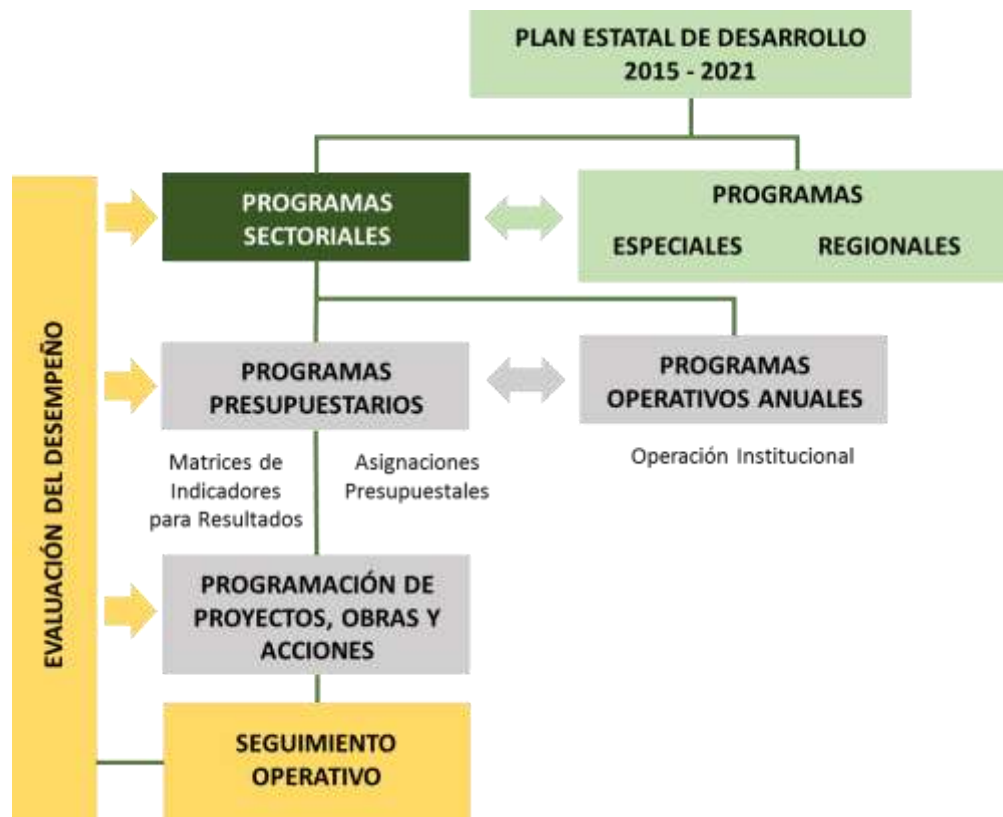 PLAN ESTATAL DE DESARROLLO
2015 - 2021
EVALUACIÓN DEL DESEMPEÑO
PROGRAMAS
SECTORIALES
PROGRAMAS
ESPECIALES REGIONALES
PROGRAMAS
PRESUPUESTARIOS
PROGRAMAS
OPERATIVOS ANUALES
Matrices de
Indicadores
para Resultados
Asignaciones
Presupuestales
Operación Institucional
PROGRAMACIÓN DE
PROYECTOS, OBRAS Y
ACCIONES
SEGUIMIENTO
OPERATIVO